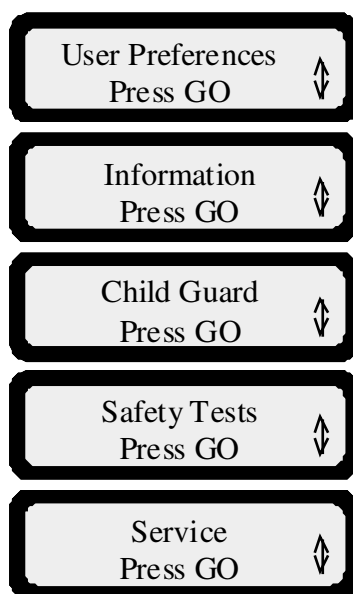 User Preferences
Press GO
Information
Press GO
Child Guard
Press GO
Safety Tests
Press GO
Service
Press GO